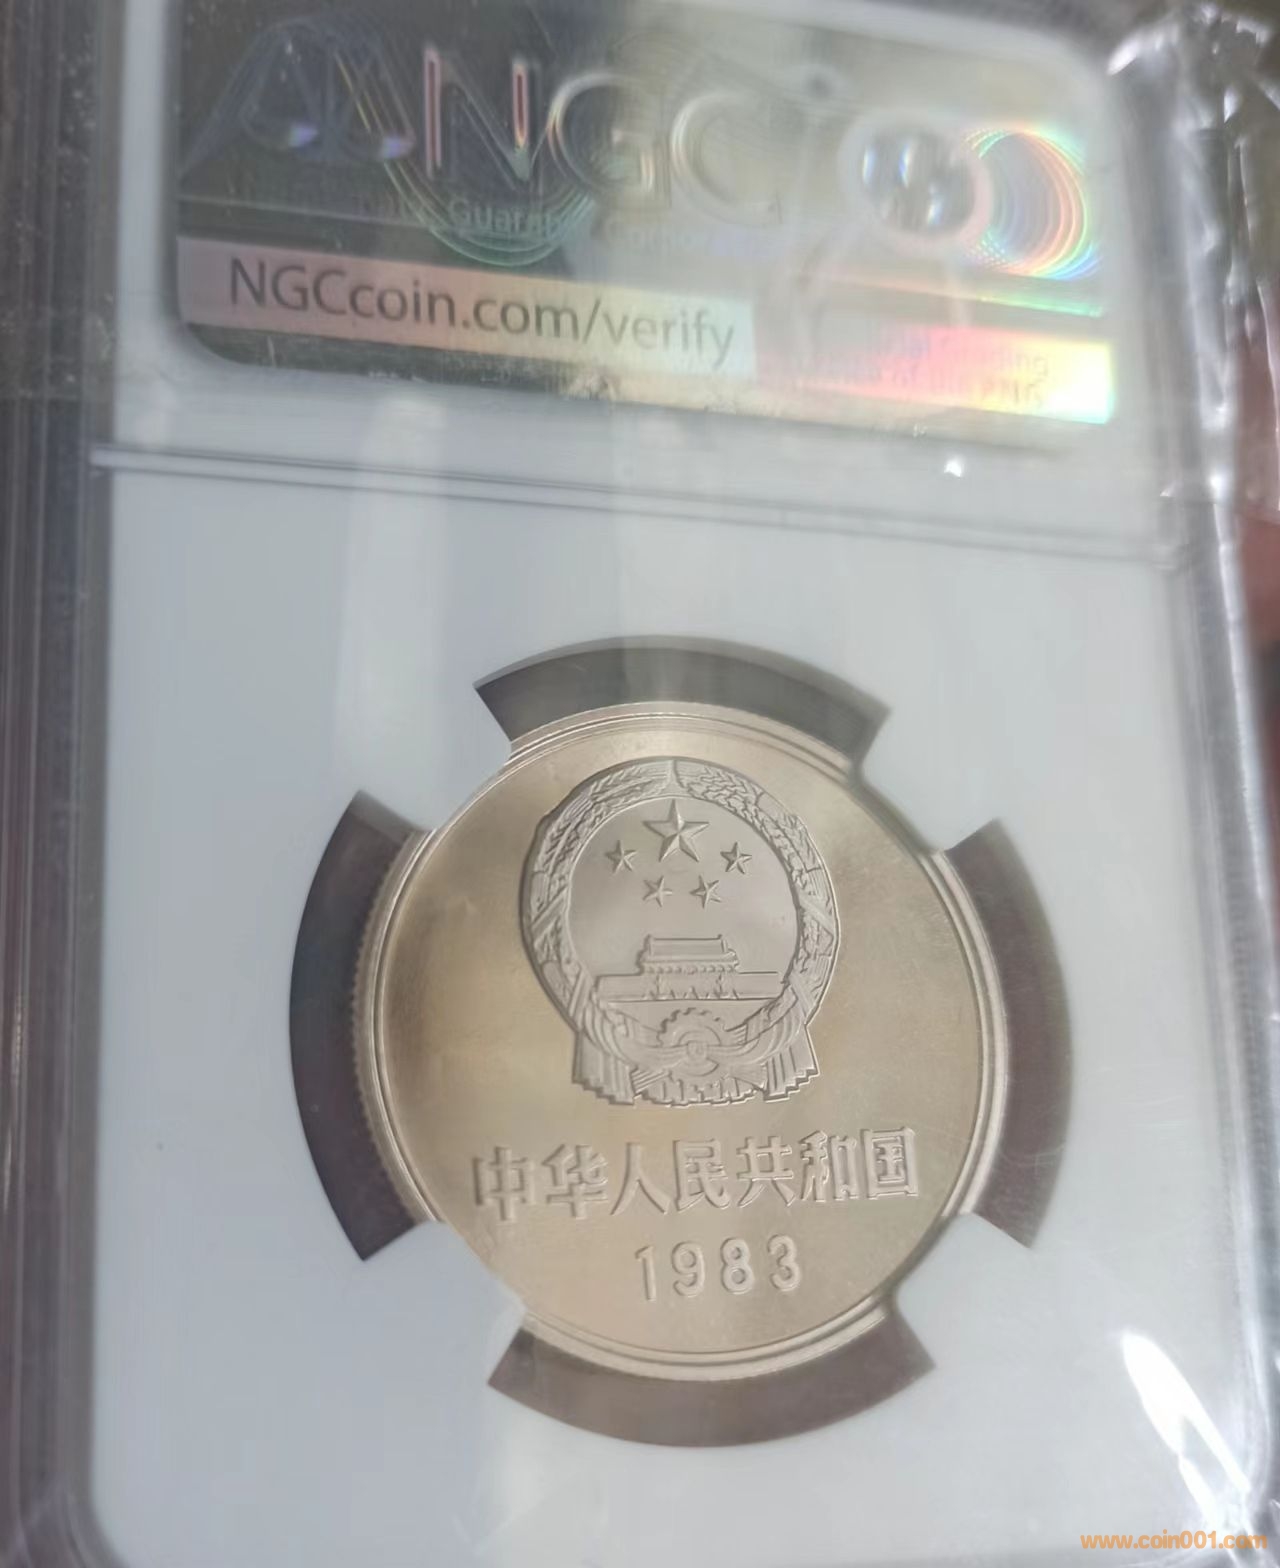 NGC
NGCcoin.com/verify
中华人民共和国
1983
www.coin001.com